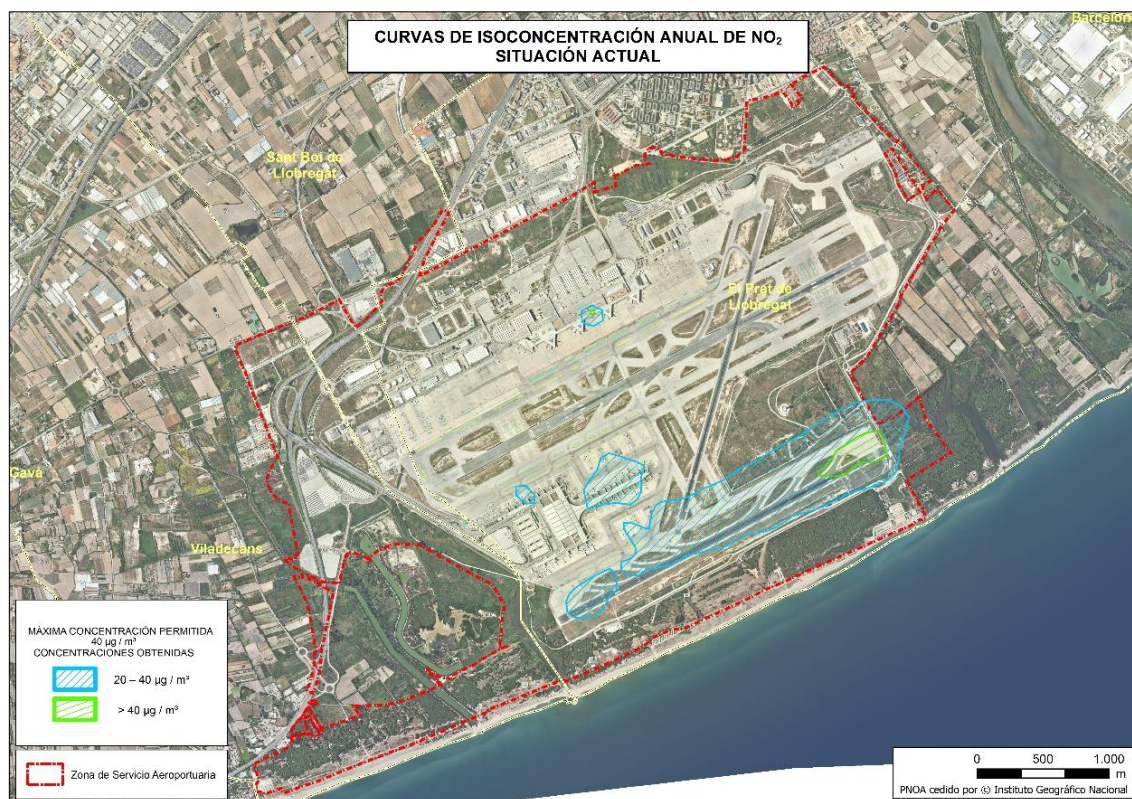 CURVAS DE ISOCONCENTRACIÓN ANUAL DE NO₂
SITUACIÓN ACTUAL
Barcelon
Sant Boi de
Llobregat
El Prat de
Llobregat
Gavà
Viladecans
MÁXIMA CONCENTRACIÓN PERMITIDA
40 µg / m³
CONCENTRACIONES OBTENIDAS
20 – 40 µg / m³
> 40 µg / m³
Zona de Servicio Aeroportuaria
0 500 1.000
m
PNOA cedido por © Instituto Geográfico Nacional